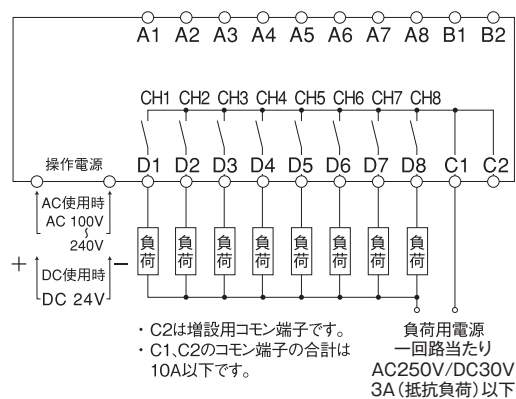 A1 A2 A3 A4 A5 A6 A7 A8 B1 B2
CH1 CH2 CH3 CH4 CH5 CH6 CH7 CH8
操作電源
D1 D2 D3 D4 D5 D6 D7 D8 C1 C2
AC使用時
AC 100V
~
240V
+ DC使用時 −
DC 24V
負荷 負荷 負荷 負荷 負荷 負荷 負荷 負荷
・C2は増設用コモン端子です。
・C1、C2のコモン端子の合計は
10A以下です。
負荷用電源
一回路当たり
AC250V/DC30V
3A(抵抗負荷)以下